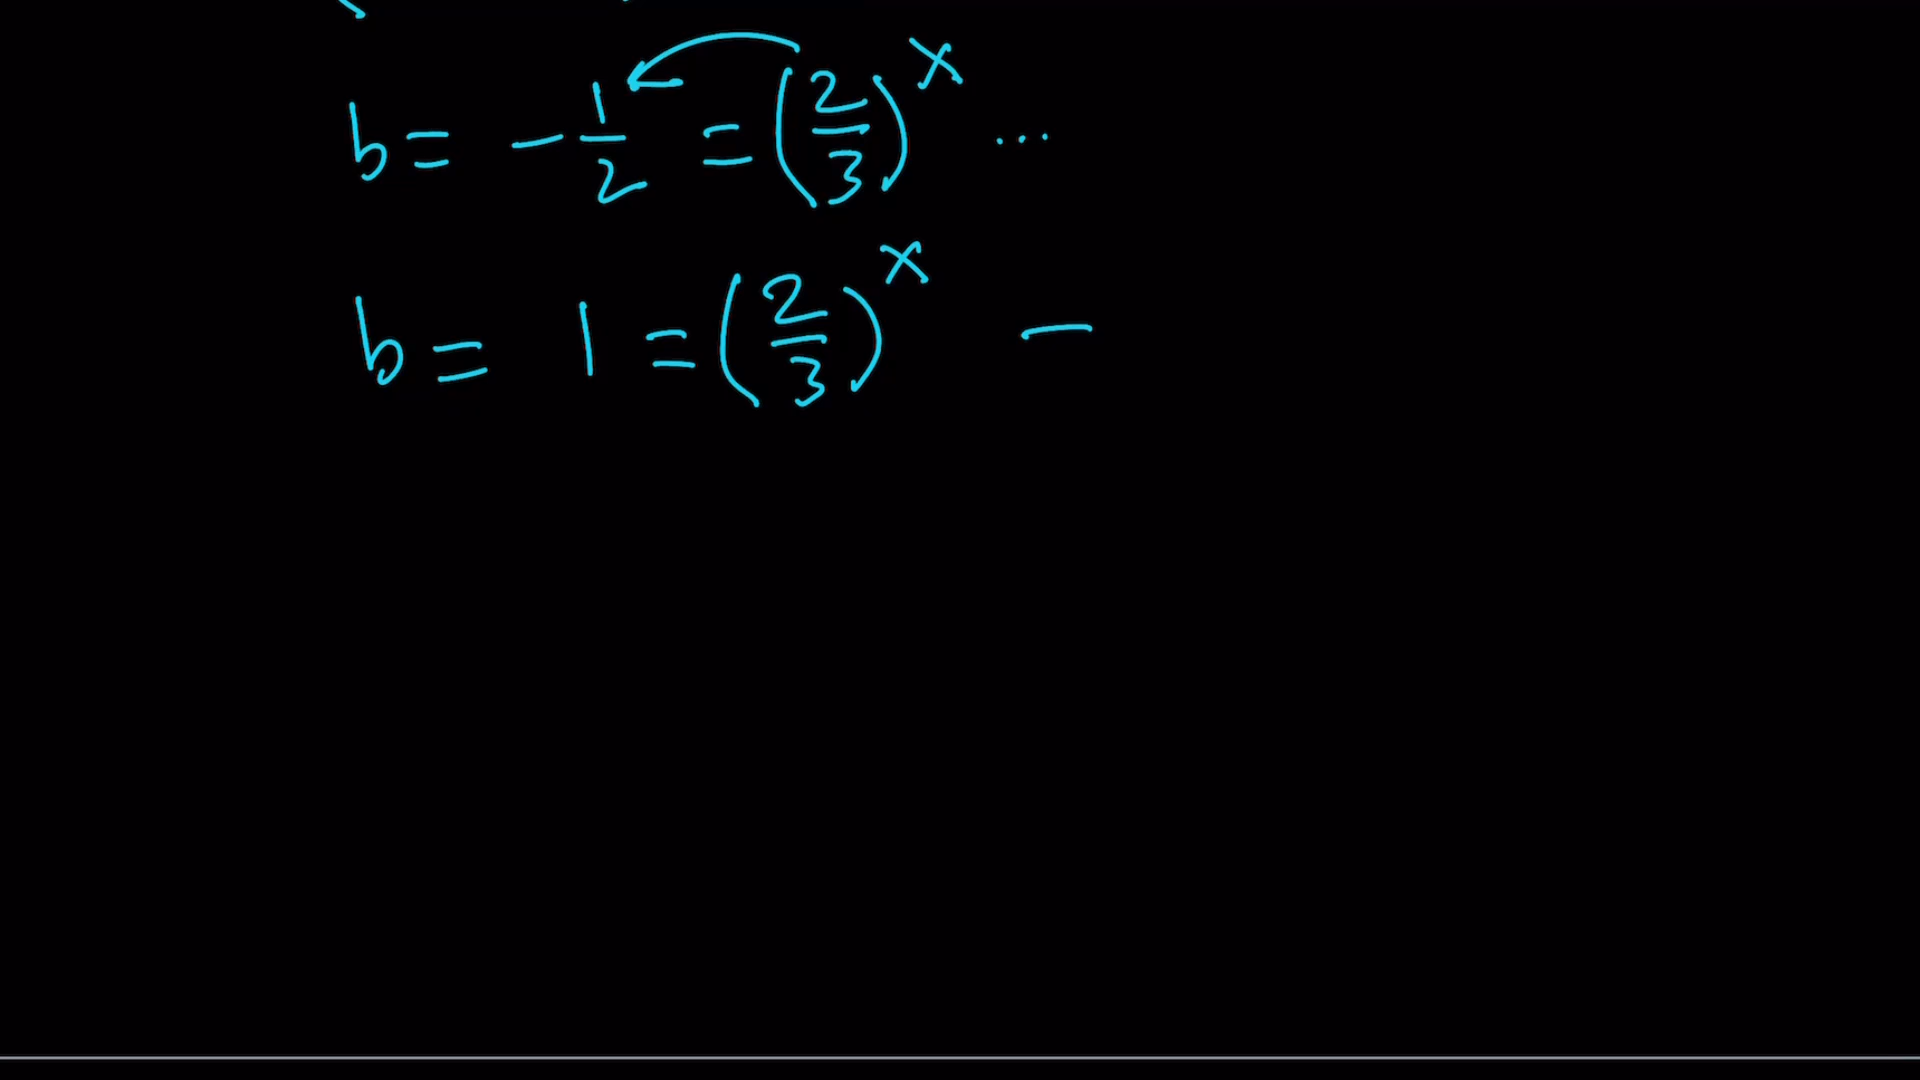 b = - 1/2 = (2/3)^x ...
b = 1 = (2/3)^x —